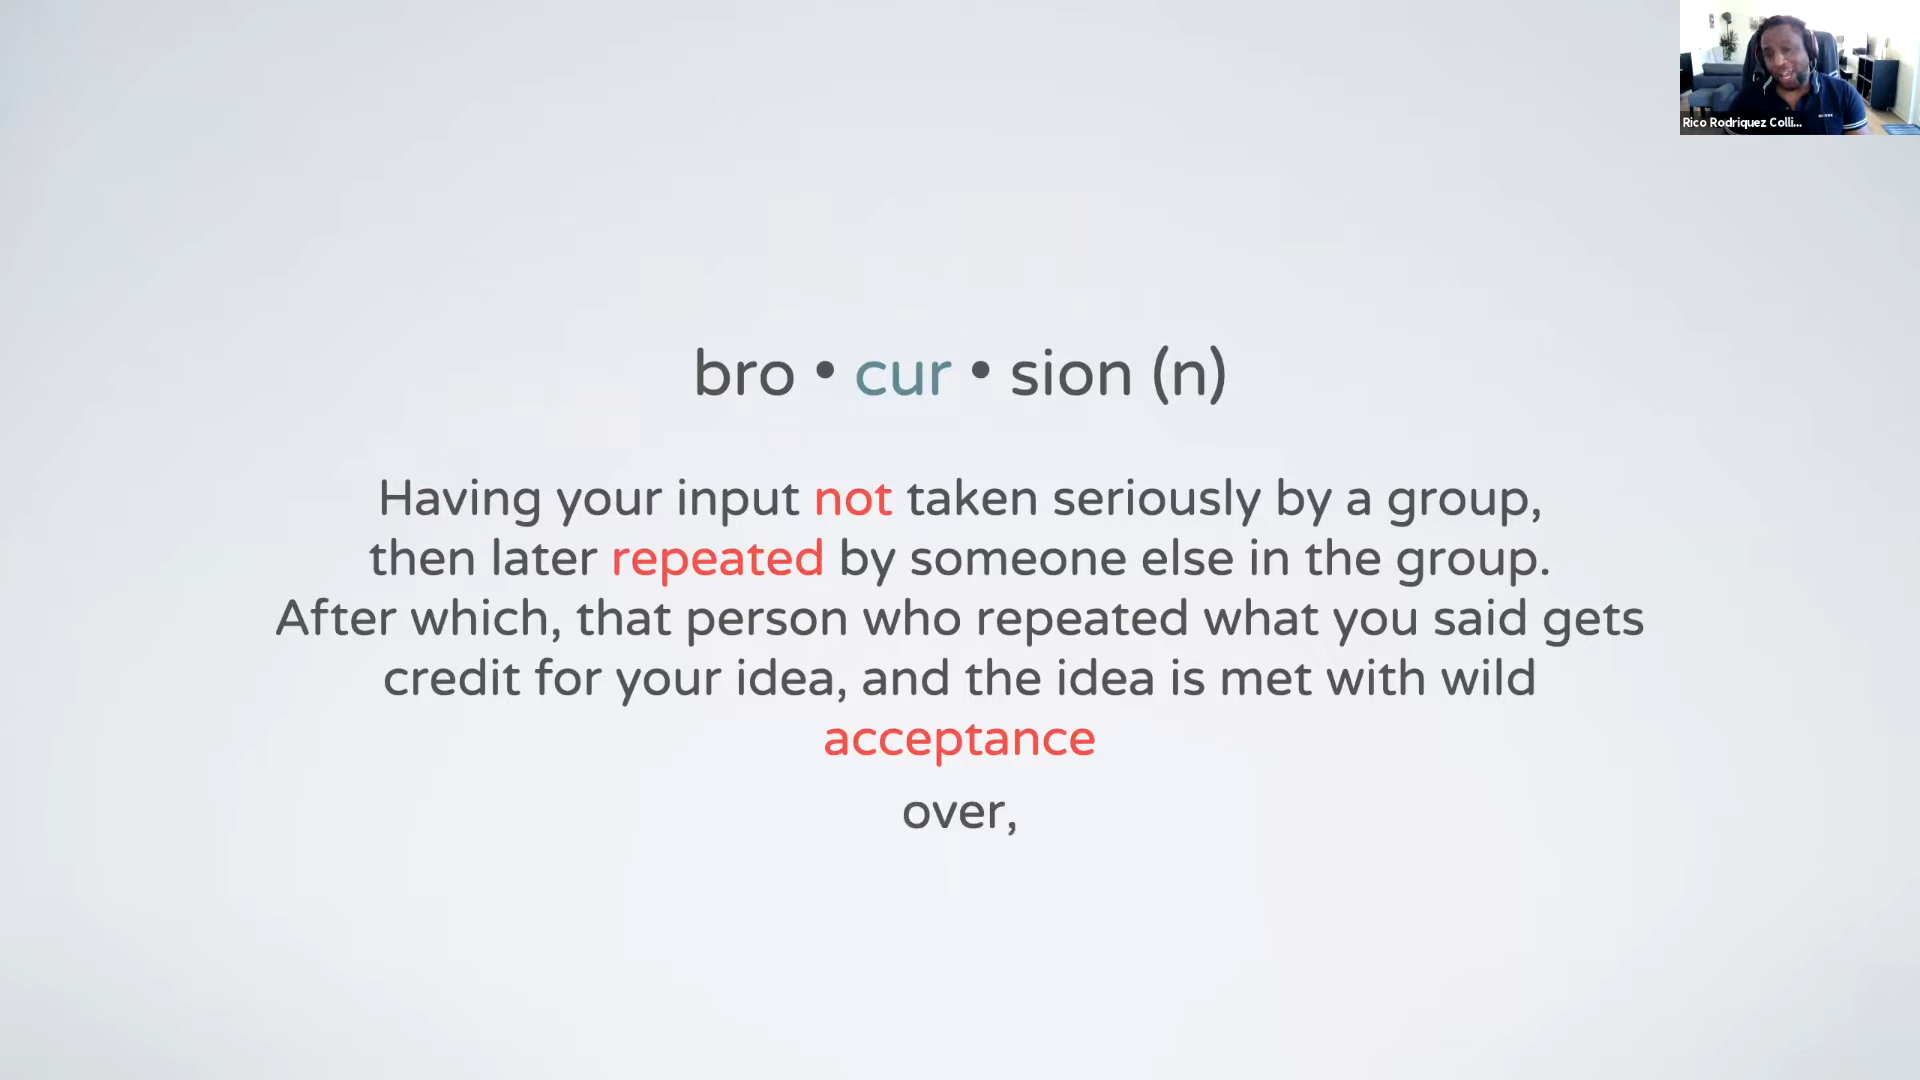 bro • cur • sion (n)
Having your input not taken seriously by a group,
then later repeated by someone else in the group.
After which, that person who repeated what you said gets
credit for your idea, and the idea is met with wild
acceptance
over,
Rico Rodriquez Colli...